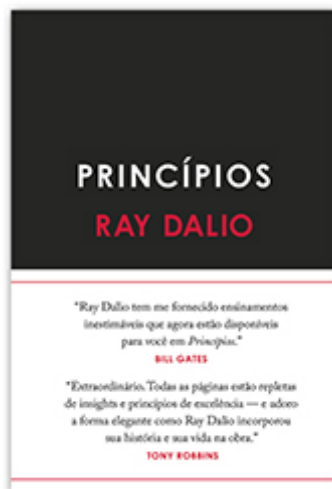 PRINCÍPIOS
RAY DALIO
"Ray Dalio tem me fornecido ensinamentos
inestimáveis que agora estão disponíveis
para você em Princípios."
BILL GATES
"Extraordinário. Todas as páginas estão repletas
de insights e princípios de excelência — e adoro
a forma elegante como Ray Dalio incorporou
sua história e sua vida na obra."
TONY ROBBINS